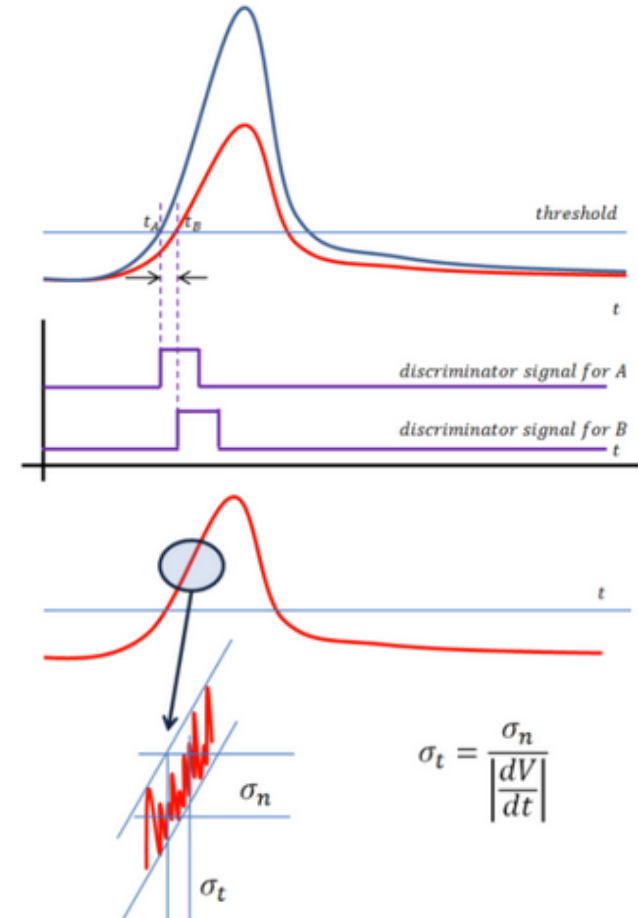 t_A t_B
threshold
t
discriminator signal for A
discriminator signal for B
t
t
σ_t = σ_n / |dV/dt|
σ_n
σ_t